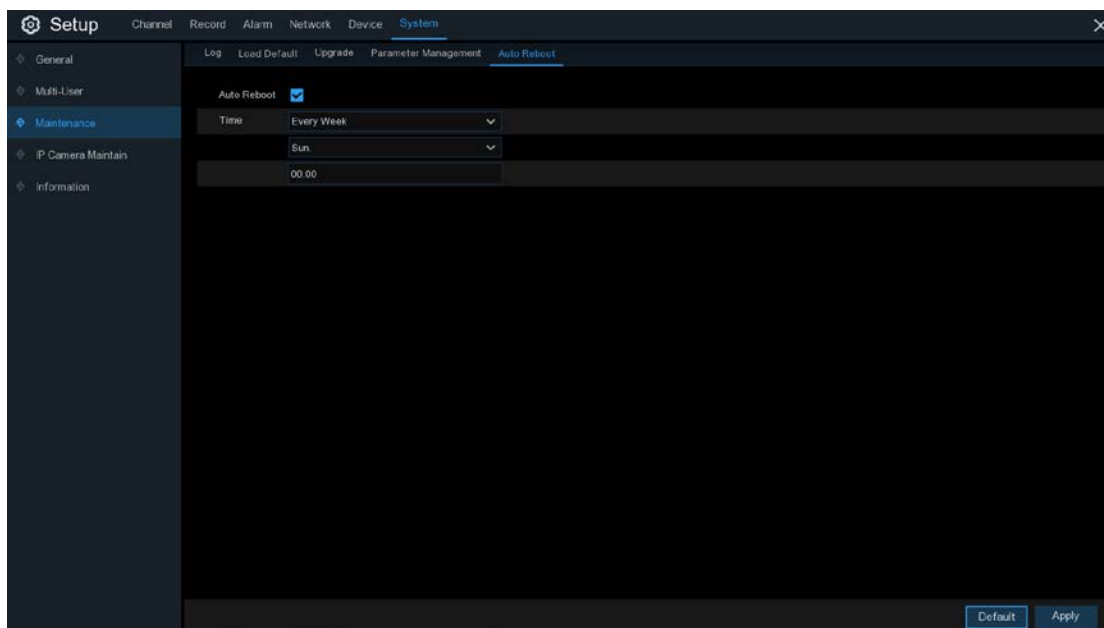 Setup Channel Record Alarm Network Device System
General
Log Load Default Upgrade Parameter Management Auto Reboot
Multi-User
Auto Reboot
Maintenance
Time Every Week
IP Camera Maintain
Sun.
00:00
Information
Default Apply